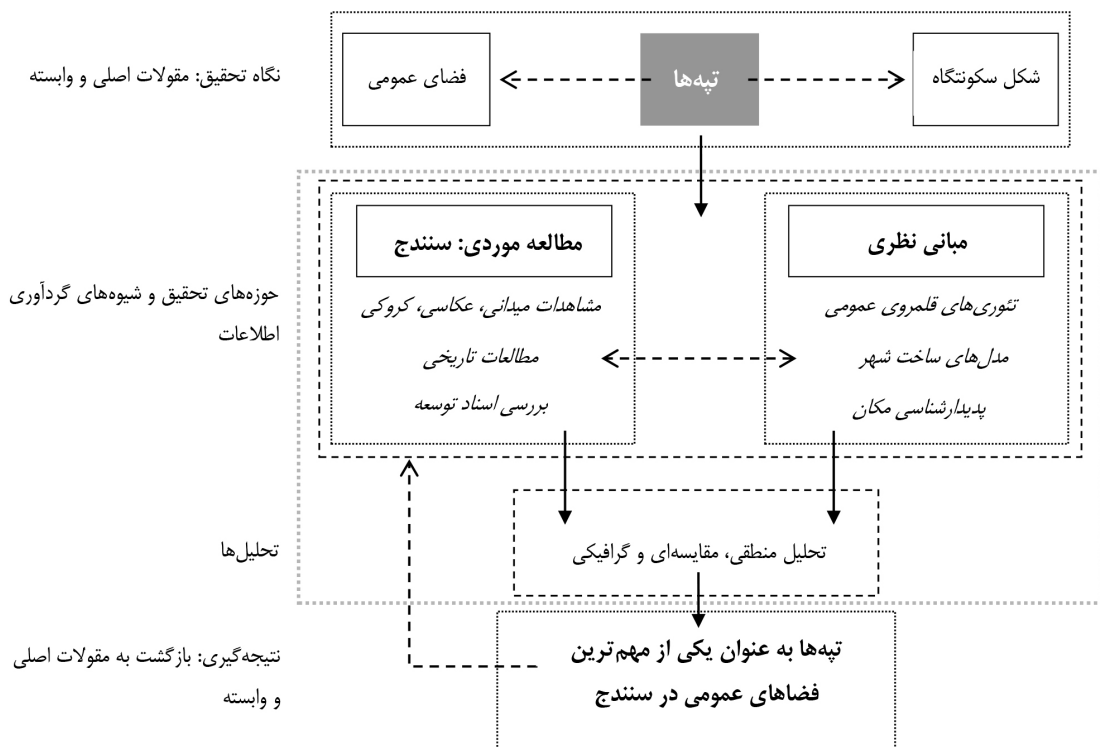 نگاه تحقیق: مقولات اصلی و وابسته
شکل سکونتگاه
تپه‌ها
فضای عمومی
حوزه‌های تحقیق و شیوه‌های گردآوری
اطلاعات
مبانی نظری
تئوری‌های قلمروی عمومی
مدل‌های ساخت شهر
پدیدارشناسی مکان
مطالعه موردی: سنندج
مشاهدات میدانی، عکاسی، کروکی
مطالعات تاریخی
بررسی اسناد توسعه
تحلیل‌ها
تحلیل منطقی، مقایسه‌ای و گرافیکی
نتیجه‌گیری: بازگشت به مقولات اصلی
و وابسته
تپه‌ها به عنوان یکی از مهم‌ترین
فضاهای عمومی در سنندج